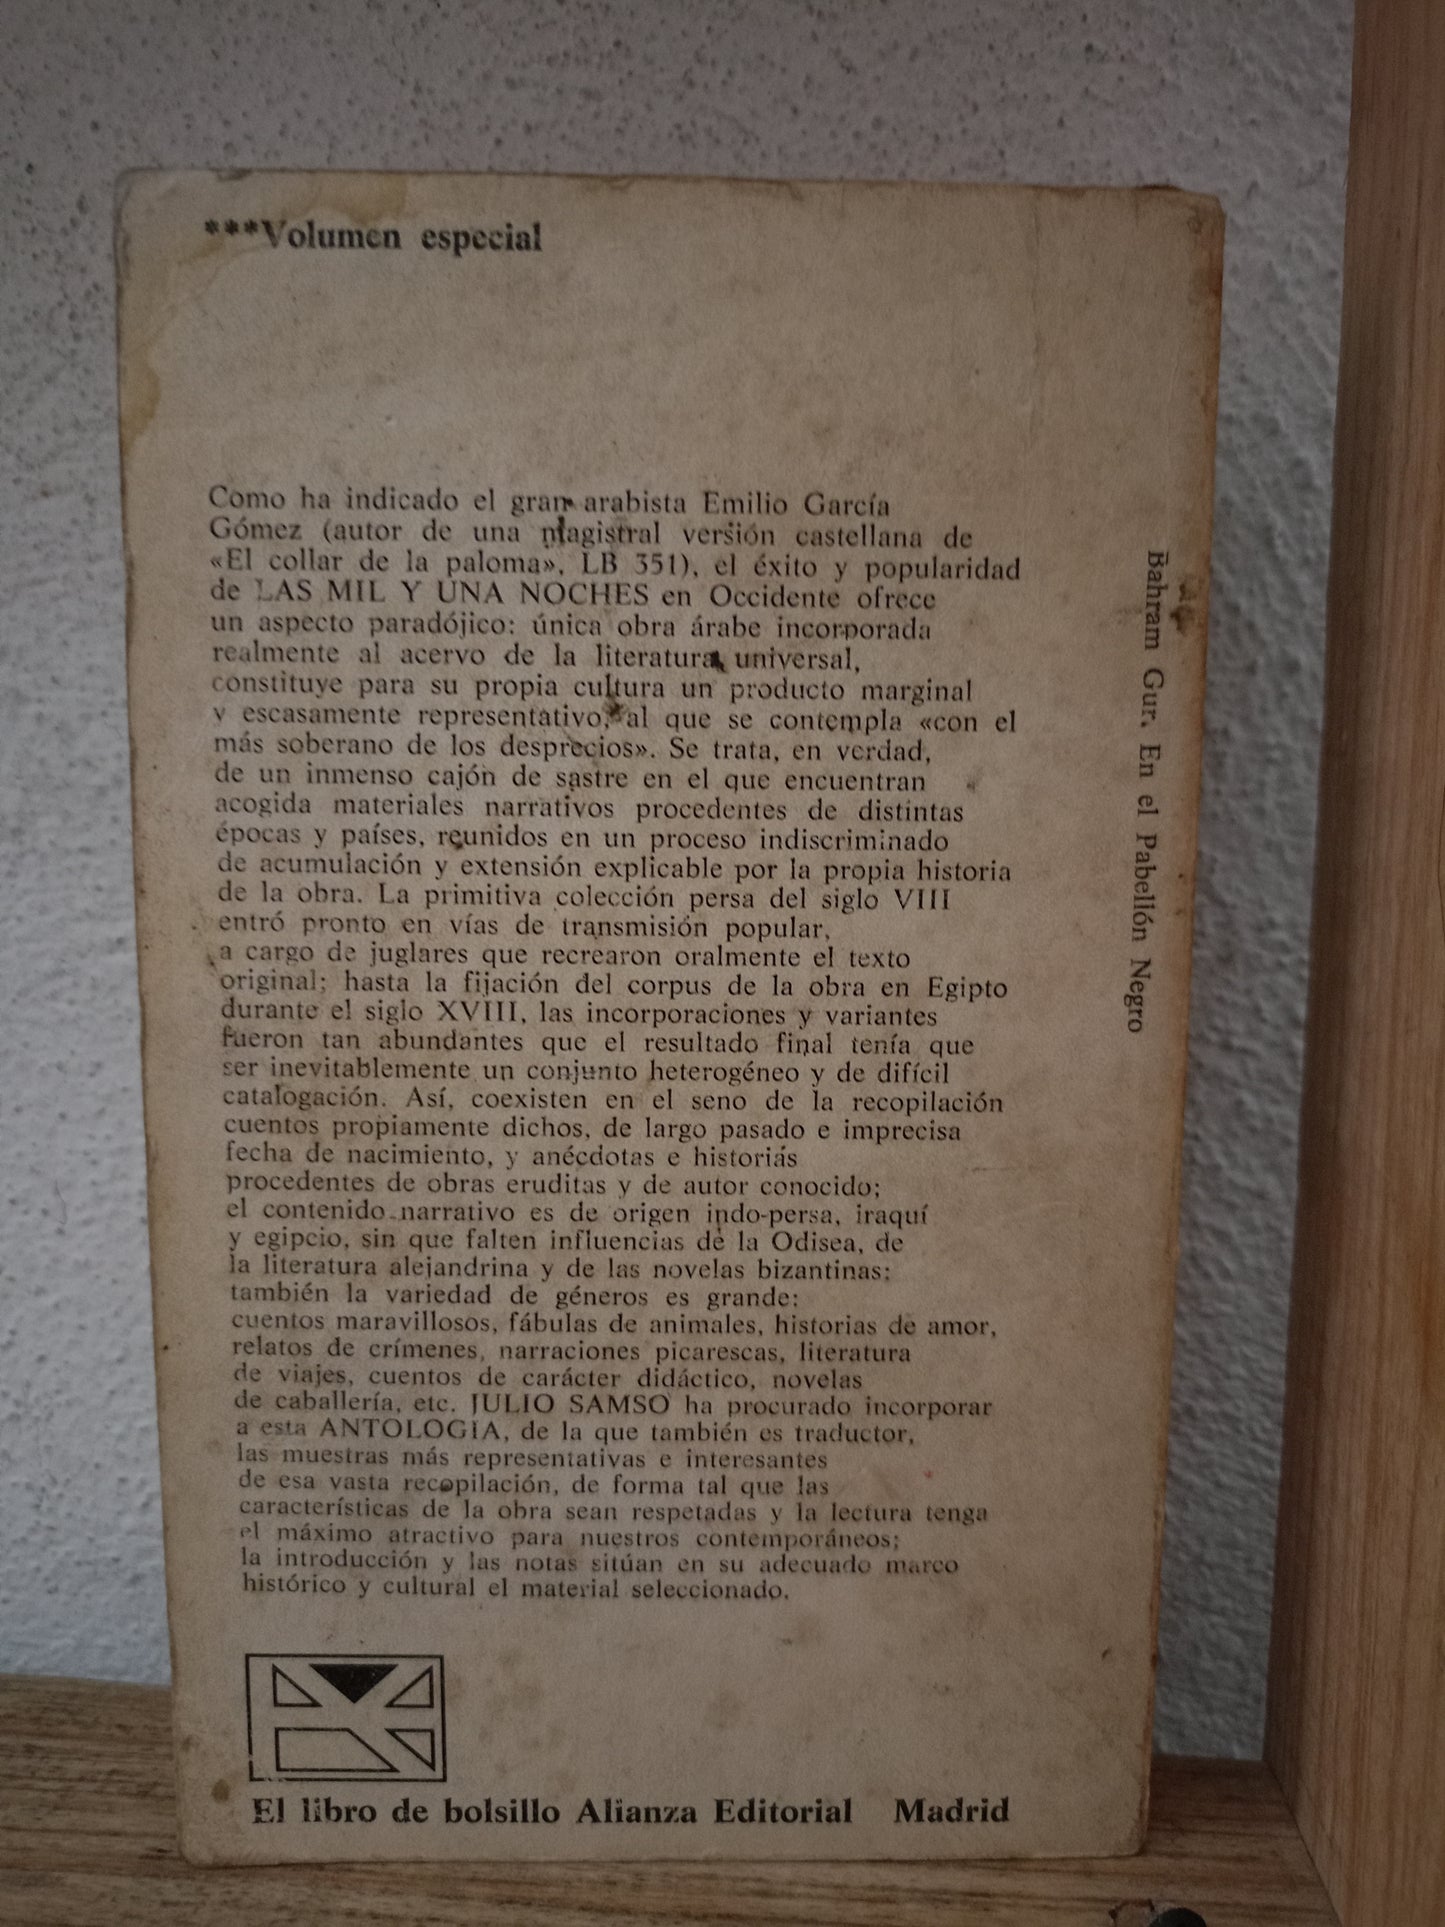 ***Volumen especial
Como ha indicado el gran arabista Emilio García
Gómez (autor de una magistral versión castellana de
«El collar de la paloma», LB 351), el éxito y popularidad
de LAS MIL Y UNA NOCHES en Occidente ofrece
un aspecto paradójico: única obra árabe incorporada
realmente al acervo de la literatura universal,
constituye para su propia cultura un producto marginal
y escasamente representativo, al que se contempla «con el
más soberano de los desprecios». Se trata, en verdad,
de un inmenso cajón de sastre en el que encuentran
acogida materiales narrativos procedentes de distintas
épocas y países, reunidos en un proceso indiscriminado
de acumulación y extensión explicable por la propia historia
de la obra. La primitiva colección persa del siglo VIII
entró pronto en vías de transmisión popular,
a cargo de juglares que recrearon oralmente el texto
original; hasta la fijación del corpus de la obra en Egipto
durante el siglo XVIII, las incorporaciones y variantes
fueron tan abundantes que el resultado final tenía que
ser inevitablemente un conjunto heterogéneo y de difícil
catalogación. Así, coexisten en el seno de la recopilación
cuentos propiamente dichos, de largo pasado e imprecisa
fecha de nacimiento, y anécdotas e historias
procedentes de obras eruditas y de autor conocido;
el contenido narrativo es de origen indo-persa, iraquí
y egipcio, sin que falten influencias de la Odisea, de
la literatura alejandrina y de las novelas bizantinas;
también la variedad de géneros es grande:
cuentos maravillosos, fábulas de animales, historias de amor,
relatos de crímenes, narraciones picarescas, literatura
de viajes, cuentos de carácter didáctico, novelas
de caballería, etc. JULIO SAMSO ha procurado incorporar
a esta ANTOLOGIA, de la que también es traductor,
las muestras más representativas e interesantes
de esa vasta recopilación, de forma tal que las
características de la obra sean respetadas y la lectura tenga
el máximo atractivo para nuestros contemporáneos;
la introducción y las notas sitúan en su adecuado marco
histórico y cultural el material seleccionado.
Bahram Gur. En el Pabellón Negro
El libro de bolsillo Alianza Editorial Madrid